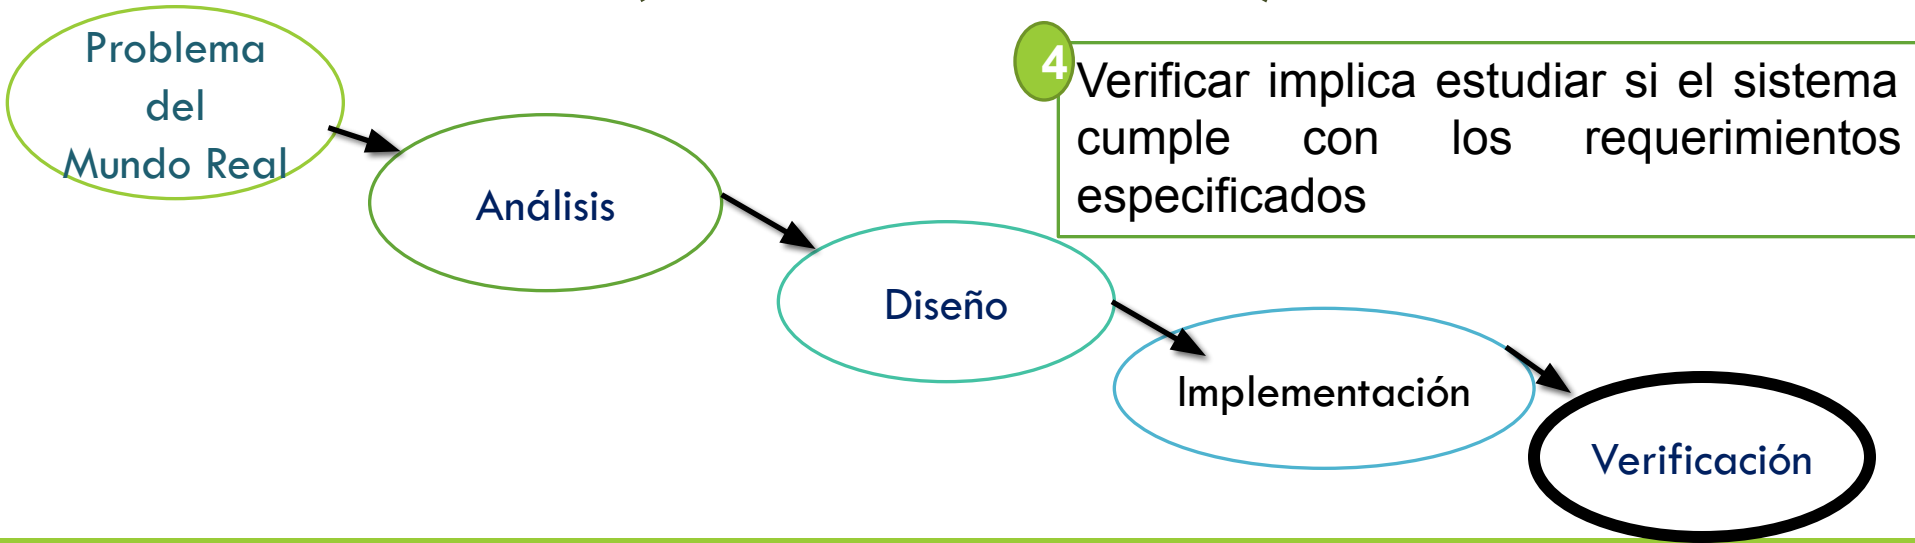 Problema
del
Mundo Real
4
Verificar implica estudiar si el sistema
cumple con los requerimientos
especificados
Análisis
Diseño
Implementación
Verificación